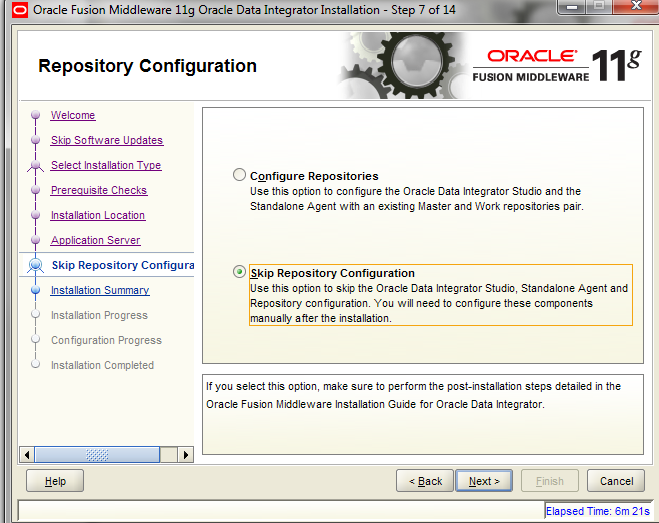 Oracle Fusion Middleware 11g Oracle Data Integrator Installation - Step 7 of 14
Repository Configuration
ORACLE
FUSION MIDDLEWARE 11g
Welcome
Skip Software Updates
Select Installation Type
Prerequisite Checks
Installation Location
Application Server
Skip Repository Configura
Installation Summary
Installation Progress
Configuration Progress
Installation Completed
Configure Repositories
Use this option to configure the Oracle Data Integrator Studio and the
Standalone Agent with an existing Master and Work repositories pair.
Skip Repository Configuration
Use this option to skip the Oracle Data Integrator Studio, Standalone Agent and
Repository configuration. You will need to configure these components
manually after the installation.
If you select this option, make sure to perform the post-installation steps detailed in the
Oracle Fusion Middleware Installation Guide for Oracle Data Integrator.
Help
< Back
Next >
Finish
Cancel
Elapsed Time: 6m 21s